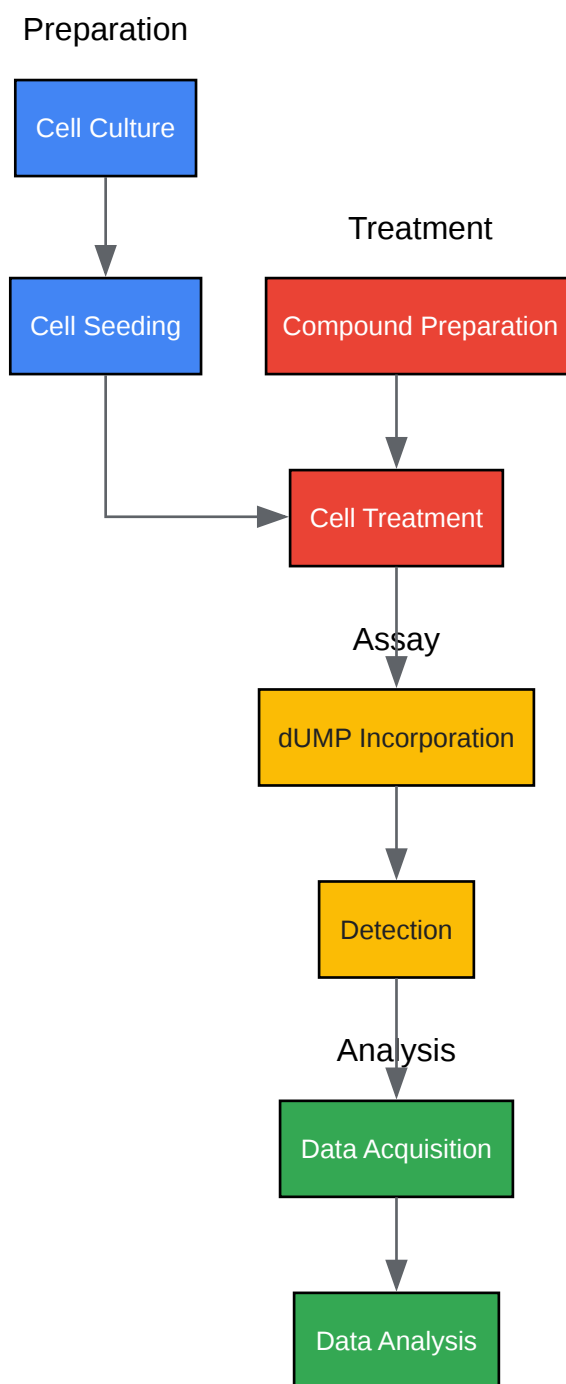 Preparation
Cell Culture
Treatment
Cell Seeding
Compound Preparation
Cell Treatment
Assay
dUMP Incorporation
Detection
Analysis
Data Acquisition
Data Analysis